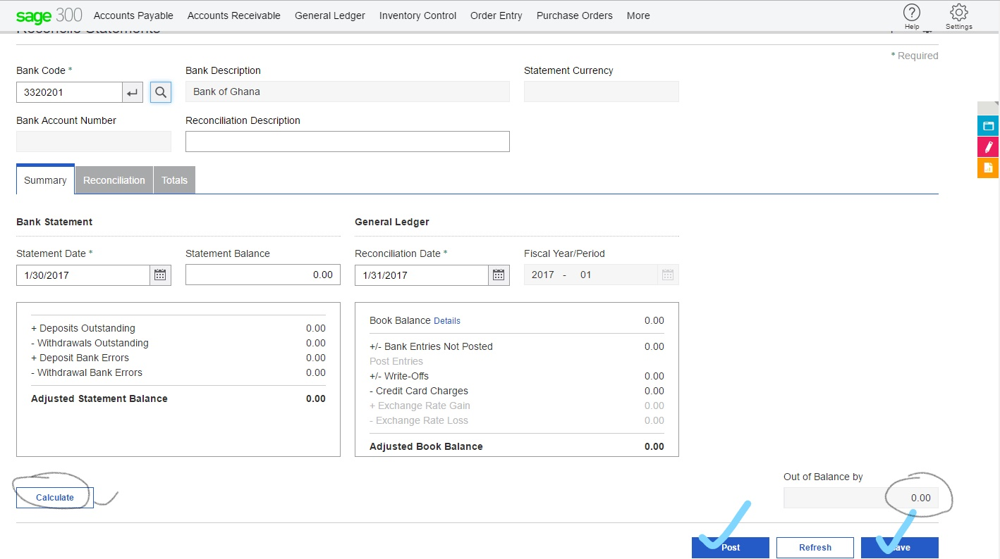 sage 300 Accounts Payable Accounts Receivable General Ledger Inventory Control Order Entry Purchase Orders More Help Settings
Reconcile Statements
* Required
Bank Code * Bank Description Statement Currency
3320201 Bank of Ghana
Bank Account Number Reconciliation Description
Summary Reconciliation Totals
Bank Statement General Ledger
Statement Date * Statement Balance Reconciliation Date * Fiscal Year/Period
1/30/2017 0.00 1/31/2017 2017 - 01
Book Balance Details 0.00
+ Deposits Outstanding 0.00
- Withdrawals Outstanding 0.00
+ Deposit Bank Errors 0.00
- Withdrawal Bank Errors 0.00
Adjusted Statement Balance 0.00
+/- Bank Entries Not Posted 0.00
Post Entries
+/- Write-Offs 0.00
- Credit Card Charges 0.00
+ Exchange Rate Gain 0.00
- Exchange Rate Loss 0.00
Adjusted Book Balance 0.00
Out of Balance by
Calculate 0.00
Post Refresh Save